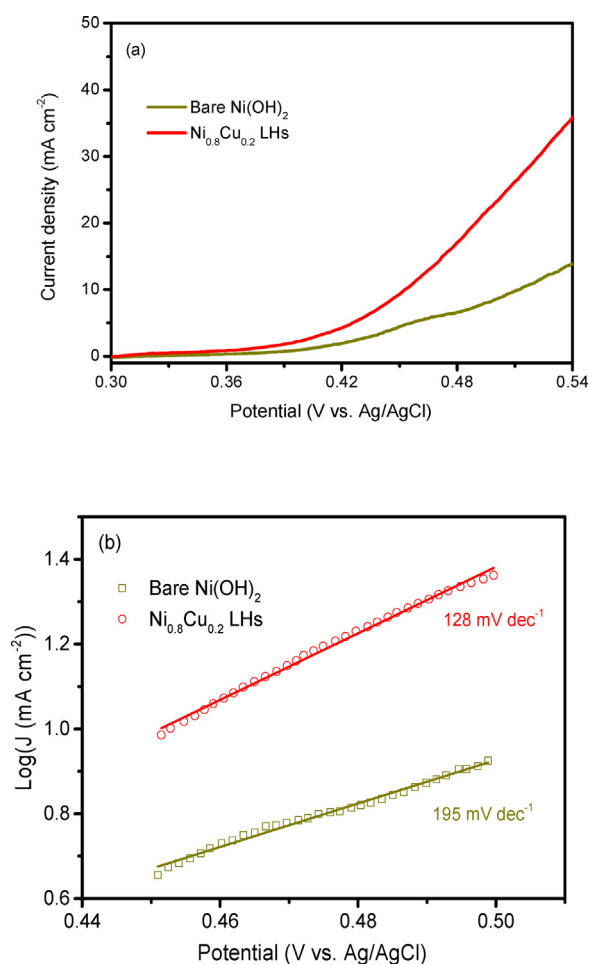 (a)
Bare Ni(OH)₂
Ni₀.₈Cu₀.₂ LHs
Current density (mA cm⁻²)
50
40
30
20
10
0
0.30 0.36 0.42 0.48 0.54
Potential (V vs. Ag/AgCl)
(b)
Bare Ni(OH)₂
Ni₀.₈Cu₀.₂ LHs
128 mV dec⁻¹
195 mV dec⁻¹
Log(J (mA cm⁻²))
1.4
1.2
1.0
0.8
0.6
0.44 0.46 0.48 0.50
Potential (V vs. Ag/AgCl)